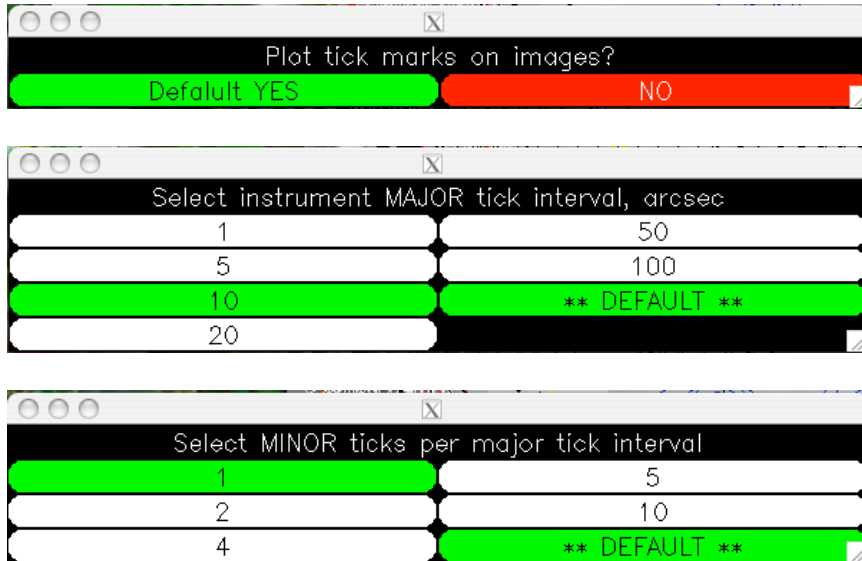 X
Plot tick marks on images?
Defalult YES NO
X
Select instrument MAJOR tick interval, arcsec
1 50
5 100
10 ** DEFAULT **
20
X
Select MINOR ticks per major tick interval
1 5
2 10
4 ** DEFAULT **